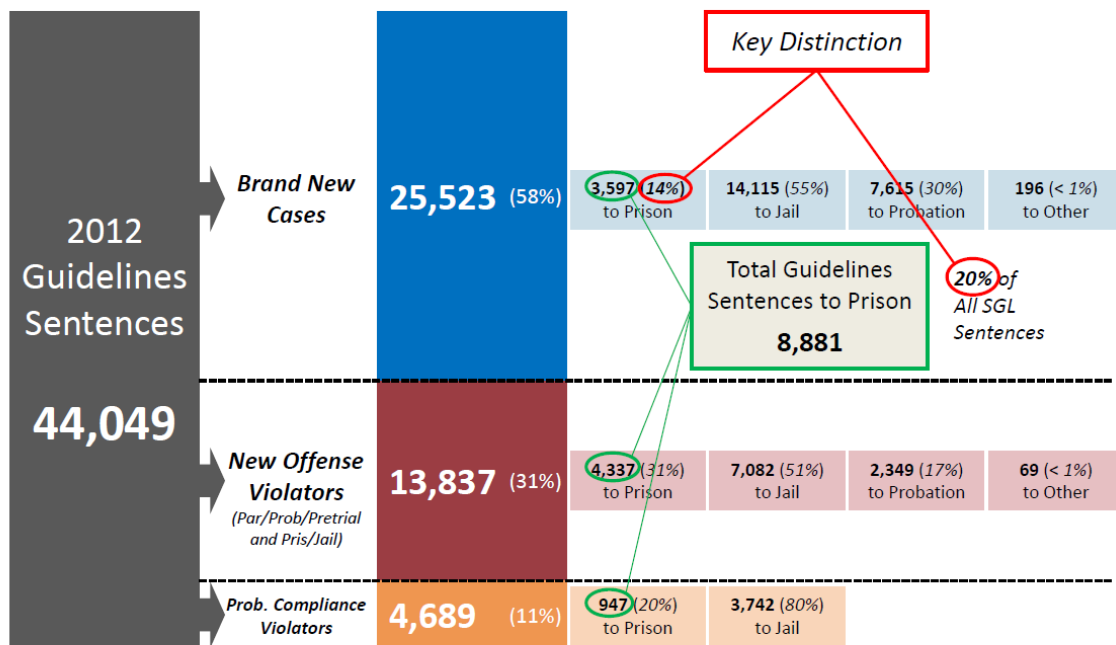 Key Distinction
2012
Guidelines
Sentences
44,049
Brand New
Cases
25,523 (58%)
3,597 (14%)
to Prison
14,115 (55%)
to Jail
7,615 (30%)
to Probation
196 (< 1%)
to Other
Total Guidelines
Sentences to Prison
8,881
20% of
All SGL
Sentences
New Offense
Violators
(Par/Prob/Pretrial
and Pris/Jail)
13,837 (31%)
4,337 (31%)
to Prison
7,082 (51%)
to Jail
2,349 (17%)
to Probation
69 (< 1%)
to Other
Prob. Compliance
Violators
4,689 (11%)
947 (20%)
to Prison
3,742 (80%)
to Jail